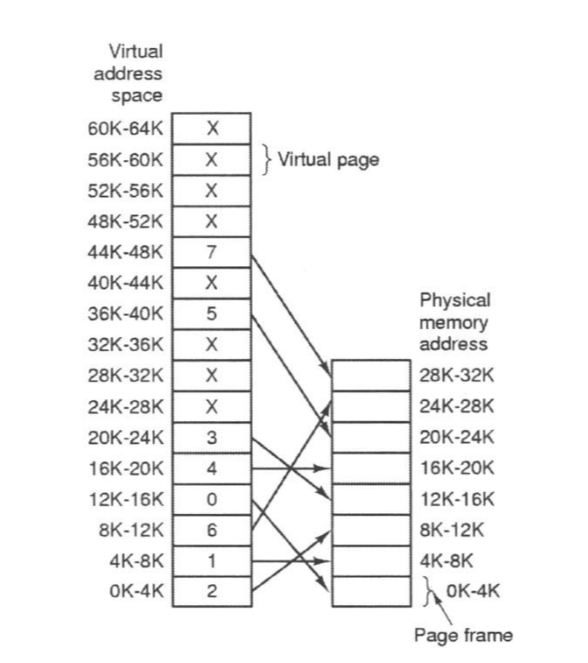 Virtual
address
space
60K-64K X
56K-60K X Virtual page
52K-56K X
48K-52K X
44K-48K 7
40K-44K X
36K-40K 5
32K-36K X
28K-32K X
24K-28K X
20K-24K 3
16K-20K 4
12K-16K 0
8K-12K 6
4K-8K 1
0K-4K 2
Physical
memory
address
28K-32K
24K-28K
20K-24K
16K-20K
12K-16K
8K-12K
4K-8K
0K-4K
Page frame